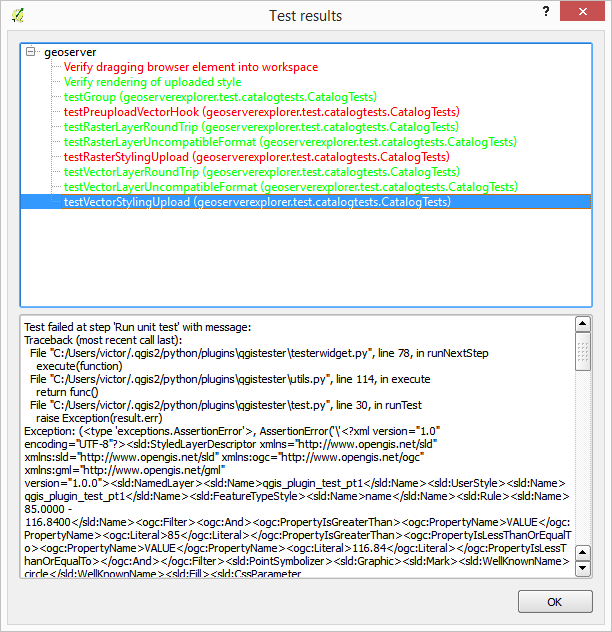 Test results
?
geoserver
Verify dragging browser element into workspace
Verify rendering of uploaded style
testGroup (geoserverexplorer.test.catalogtests.CatalogTests)
testPreuploadVectorHook (geoserverexplorer.test.catalogtests.CatalogTests)
testRasterLayerRoundTrip (geoserverexplorer.test.catalogtests.CatalogTests)
testRasterLayerUncompatibleFormat (geoserverexplorer.test.catalogtests.CatalogTests)
testRasterStylingUpload (geoserverexplorer.test.catalogtests.CatalogTests)
testVectorLayerRoundTrip (geoserverexplorer.test.catalogtests.CatalogTests)
testVectorLayerUncompatibleFormat (geoserverexplorer.test.catalogtests.CatalogTests)
testVectorStylingUpload (geoserverexplorer.test.catalogtests.CatalogTests)
Test failed at step 'Run unit test' with message:
Traceback (most recent call last):
File "C:/Users/victor/.qgis2/python/plugins\qgistester\testerwidget.py", line 78, in runNextStep
execute(function)
File "C:/Users/victor/.qgis2/python/plugins\qgistester\utils.py", line 114, in execute
return func()
File "C:/Users/victor/.qgis2/python/plugins\qgistester\test.py", line 30, in runTest
raise Exception(result.err)
Exception: (<type 'exceptions.AssertionError'>, AssertionError('\'<?xml version="1.0"
encoding="UTF-8"?><sld:StyledLayerDescriptor xmlns="http://www.opengis.net/sld"
xmlns:sld="http://www.opengis.net/sld" xmlns:ogc="http://www.opengis.net/ogc"
xmlns:gml="http://www.opengis.net/gml"
version="1.0.0"><sld:NamedLayer><sld:Name>qgis_plugin_test_pt1</sld:Name><sld:UserStyle><sld:Name>
qgis_plugin_test_pt1</sld:Name><sld:FeatureTypeStyle><sld:Name>name</sld:Name><sld:Rule><sld:Name>
85.0000 -
116.8400</sld:Name><ogc:Filter><ogc:And><ogc:PropertyIsGreaterThan><ogc:PropertyName>VALUE</ogc:
PropertyName><ogc:Literal>85</ogc:Literal></ogc:PropertyIsGreaterThan><ogc:PropertyIsLessThanOrEqualT
o><ogc:PropertyName>VALUE</ogc:PropertyName><ogc:Literal>116.84</ogc:Literal></ogc:PropertyIsLessT
hanOrEqualTo></ogc:And></ogc:Filter><sld:PointSymbolizer><sld:Graphic><sld:Mark><sld:WellKnownName>
circle</sld:WellKnownName><sld:Fill><sld:CssParameter
OK